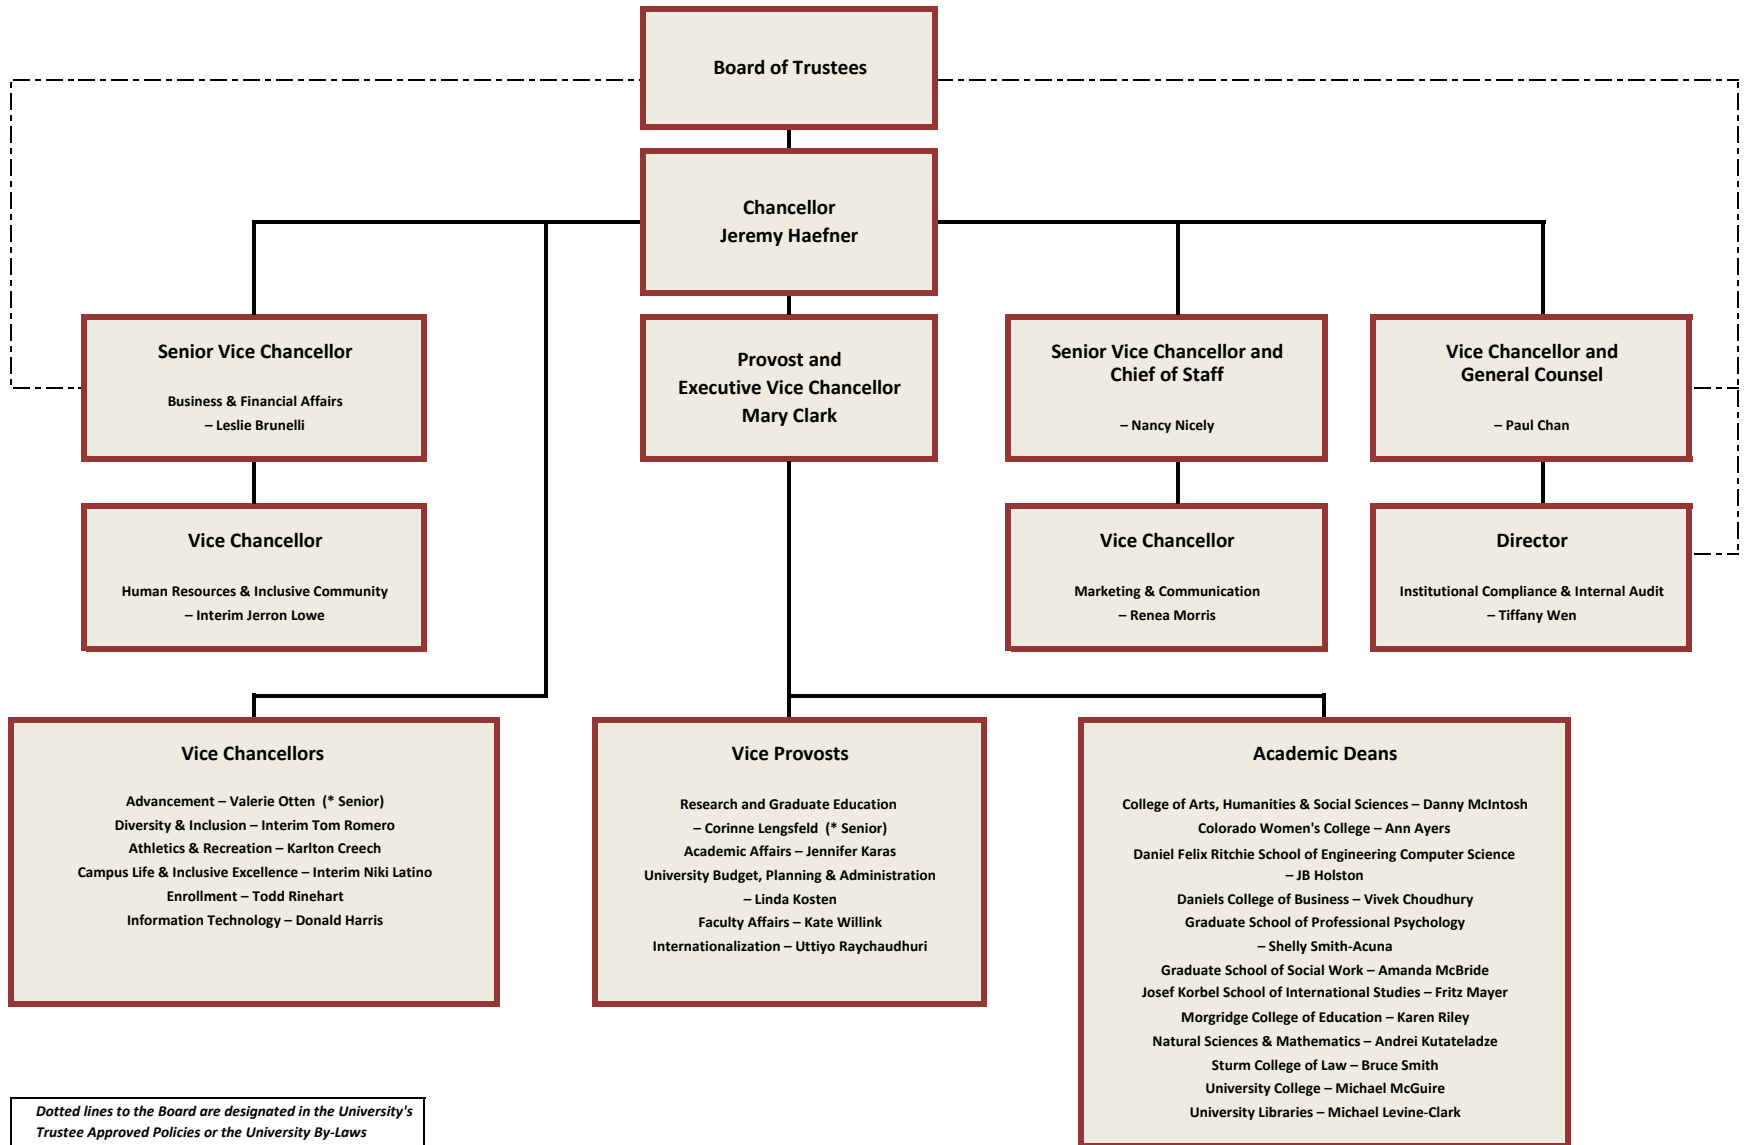 Board of Trustees
Chancellor
Jeremy Haefner
Senior Vice Chancellor
Business & Financial Affairs
– Leslie Brunelli
Provost and
Executive Vice Chancellor
Mary Clark
Senior Vice Chancellor and
Chief of Staff
– Nancy Nicely
Vice Chancellor and
General Counsel
– Paul Chan
Vice Chancellor
Human Resources & Inclusive Community
– Interim Jerron Lowe
Vice Chancellor
Marketing & Communication
– Renea Morris
Director
Institutional Compliance & Internal Audit
– Tiffany Wen
Vice Chancellors
Advancement – Valerie Otten (* Senior)
Diversity & Inclusion – Interim Tom Romero
Athletics & Recreation – Karlton Creech
Campus Life & Inclusive Excellence – Interim Niki Latino
Enrollment – Todd Rinehart
Information Technology – Donald Harris
Vice Provosts
Research and Graduate Education
– Corinne Lengsfeld (* Senior)
Academic Affairs – Jennifer Karas
University Budget, Planning & Administration
– Linda Kosten
Faculty Affairs – Kate Willink
Internationalization – Uttiyo Raychaudhuri
Academic Deans
College of Arts, Humanities & Social Sciences – Danny McIntosh
Colorado Women's College – Ann Ayers
Daniel Felix Ritchie School of Engineering Computer Science
– JB Holston
Daniels College of Business – Vivek Choudhury
Graduate School of Professional Psychology
– Shelly Smith-Acuna
Graduate School of Social Work – Amanda McBride
Josef Korbel School of International Studies – Fritz Mayer
Morgridge College of Education – Karen Riley
Natural Sciences & Mathematics – Andrei Kutateladze
Sturm College of Law – Bruce Smith
University College – Michael McGuire
University Libraries – Michael Levine-Clark
Dotted lines to the Board are designated in the University's
Trustee Approved Policies or the University By-Laws